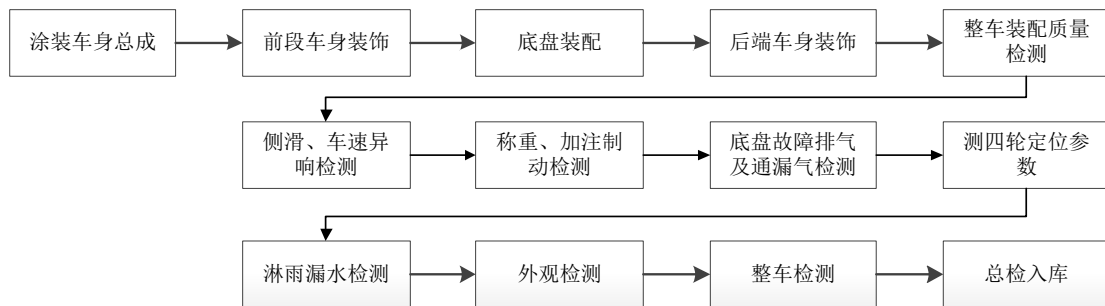 涂装车身总成
前段车身装饰
底盘装配
后端车身装饰
整车装配质量
检测
侧滑、车速异
响检测
称重、加注制
动检测
底盘故障排气
及通漏气检测
测四轮定位参
数
淋雨漏水检测
外观检测
整车检测
总检入库